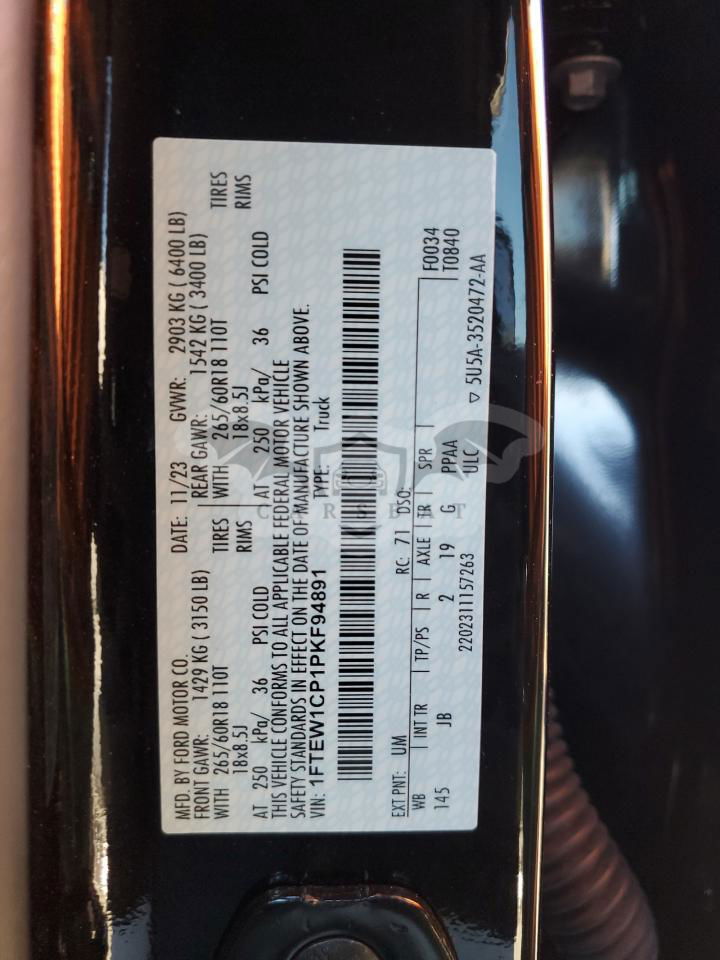 MFD. BY FORD MOTOR CO.
DATE: 11/23 GVWR: 2903 KG ( 6400 LB)
FRONT GAWR: 1429 KG ( 3150 LB) REAR GAWR: 1542 KG ( 3400 LB)
WITH 265/60R18 110T TIRES WITH 265/60R18 110T TIRES
18x8.5J RIMS 18x8.5J RIMS
AT 250 kPa/ 36 PSI COLD AT 250 kPa/ 36 PSI COLD
THIS VEHICLE CONFORMS TO ALL APPLICABLE FEDERAL MOTOR VEHICLE
SAFETY STANDARDS IN EFFECT ON THE DATE OF MANUFACTURE SHOWN ABOVE.
VIN: 1FTEW1CP1PKF94891 TYPE: Truck
CARSBAT
EXT PNT: UM RC: 71 DSO: F0034
WB INT TR TP/PS R AXLE TR SPR T0840
145 JB 2 19 G PPAA
2202311157263 ULC
▽ 5U5A-3520472-AA